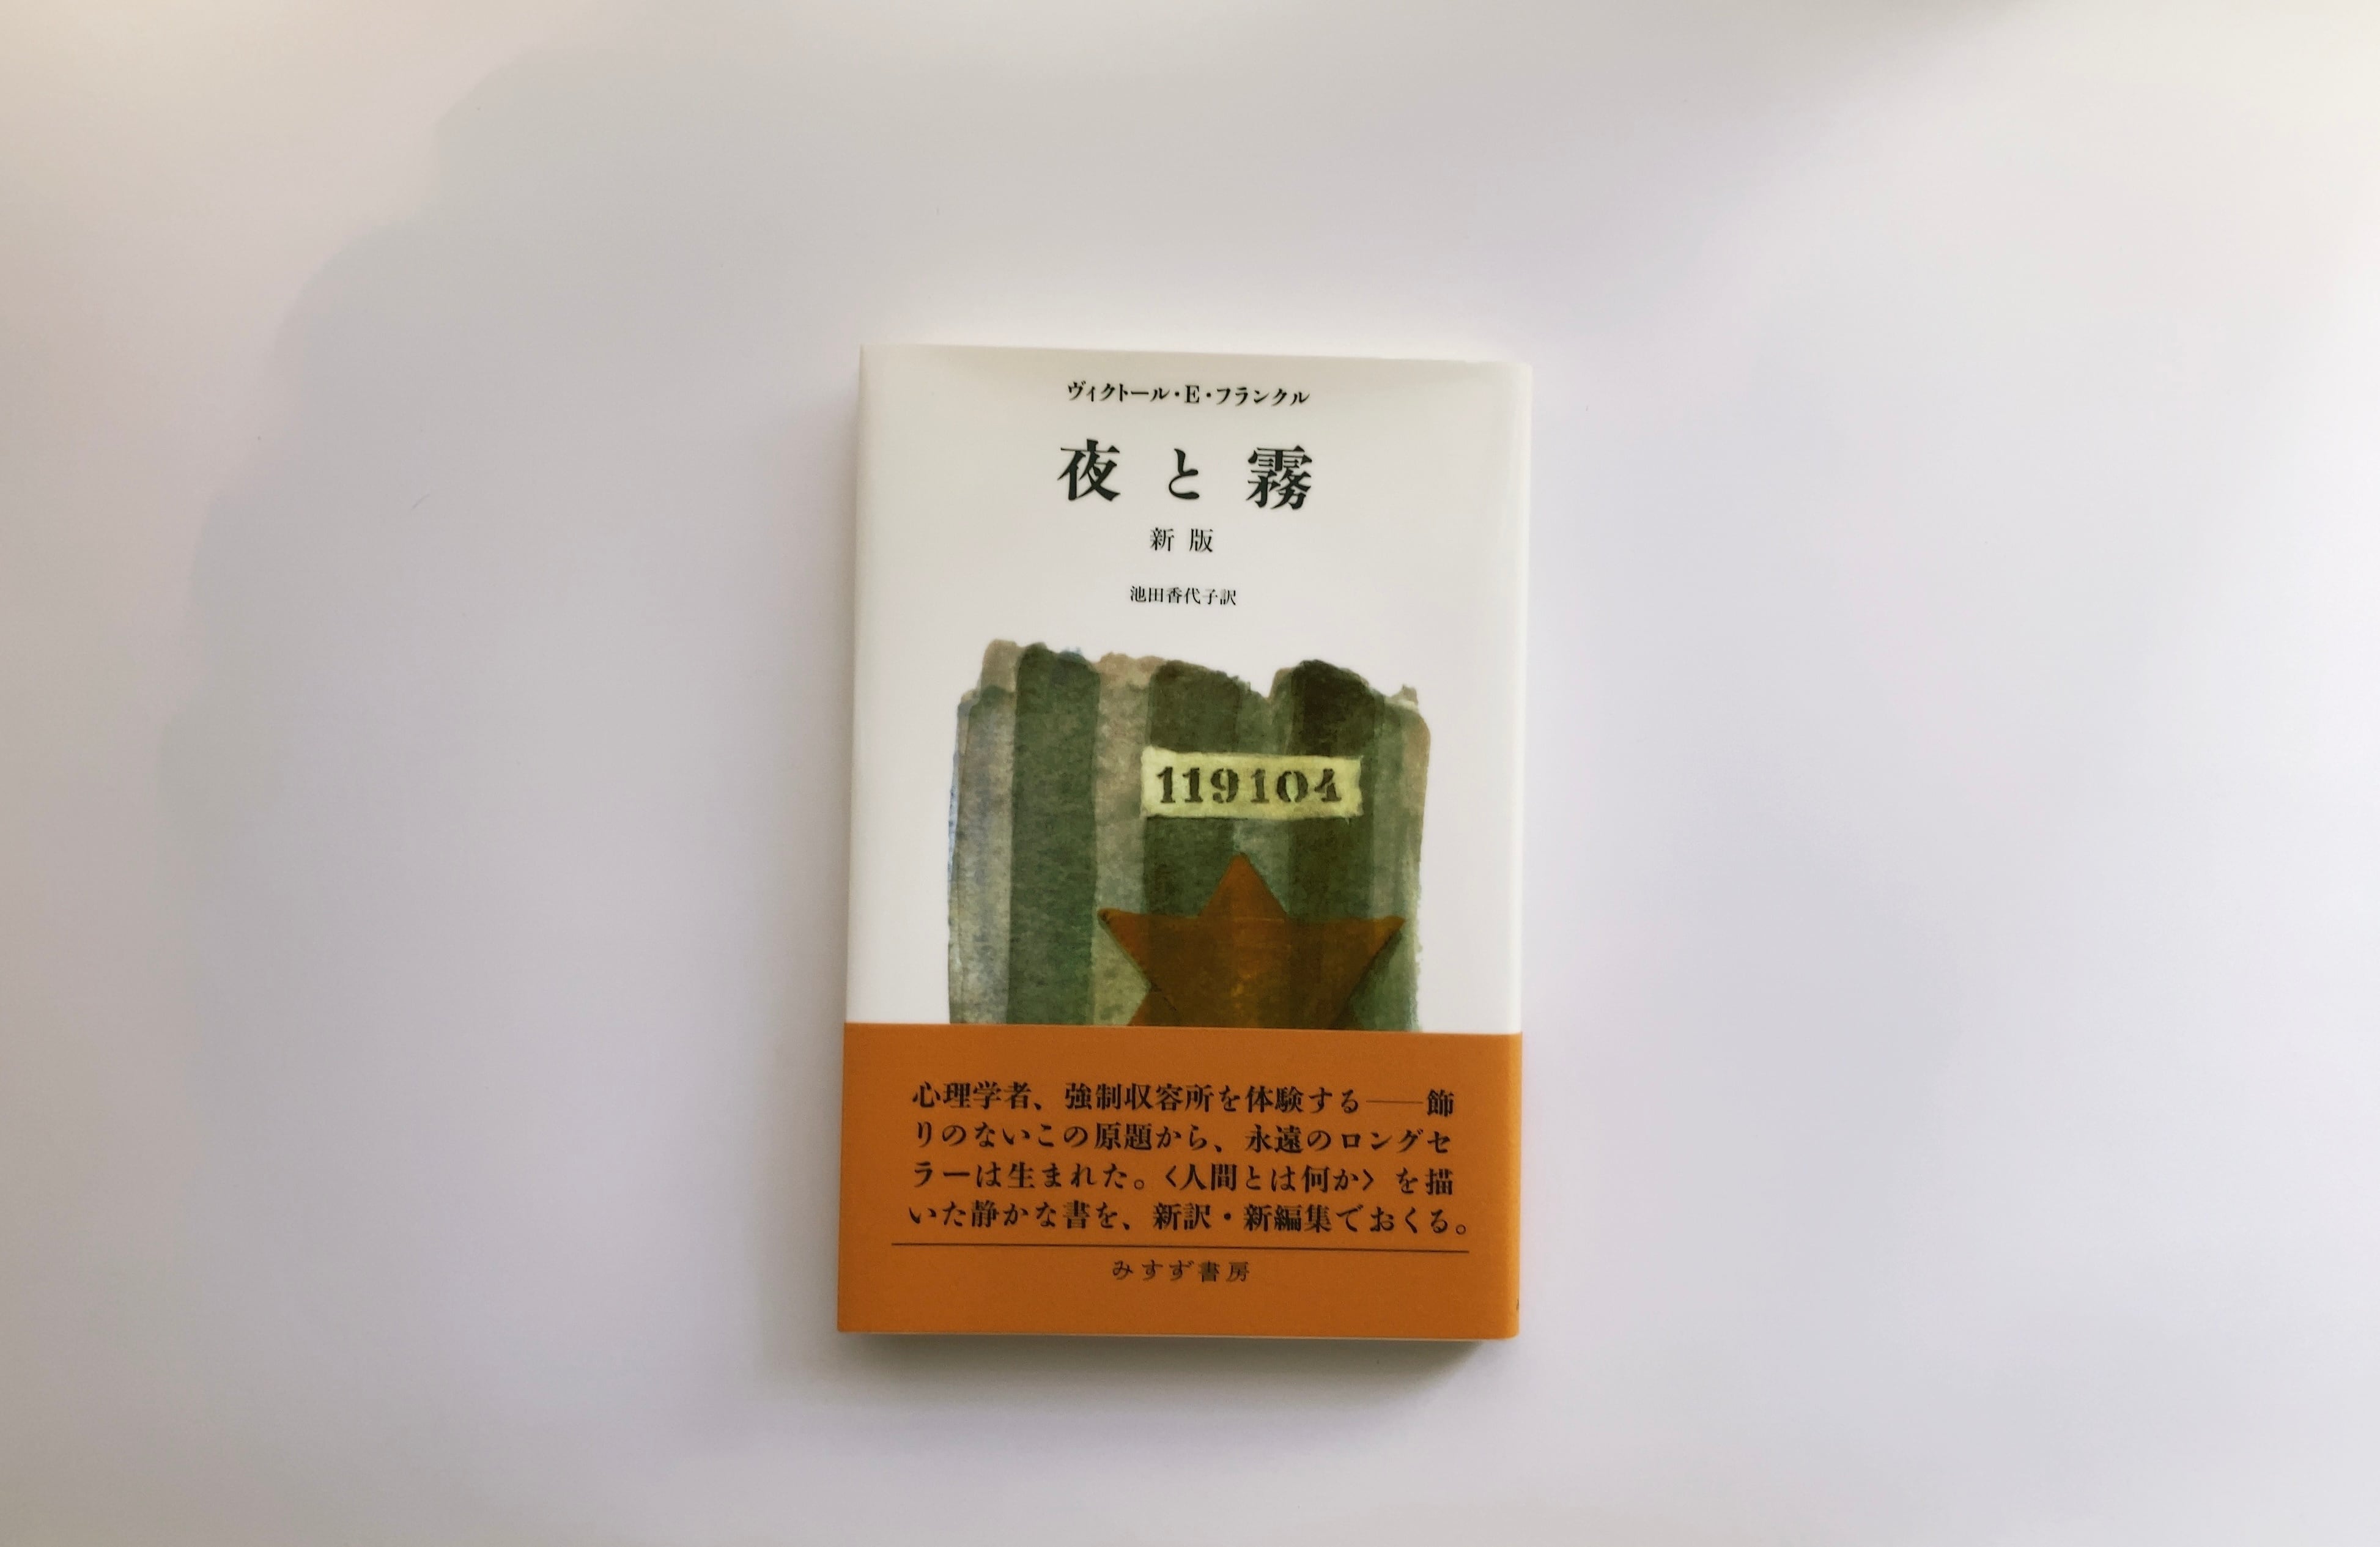 ヴィクトール・E・フランクル
夜と霧
新版
池田香代子訳
119104
心理学者、強制収容所を体験する――飾
りのないこの原題から、永遠のロングセ
ラーは生まれた。〈人間とは何か〉を描
いた静かな書を、新訳・新編集でおくる。
みすず書房